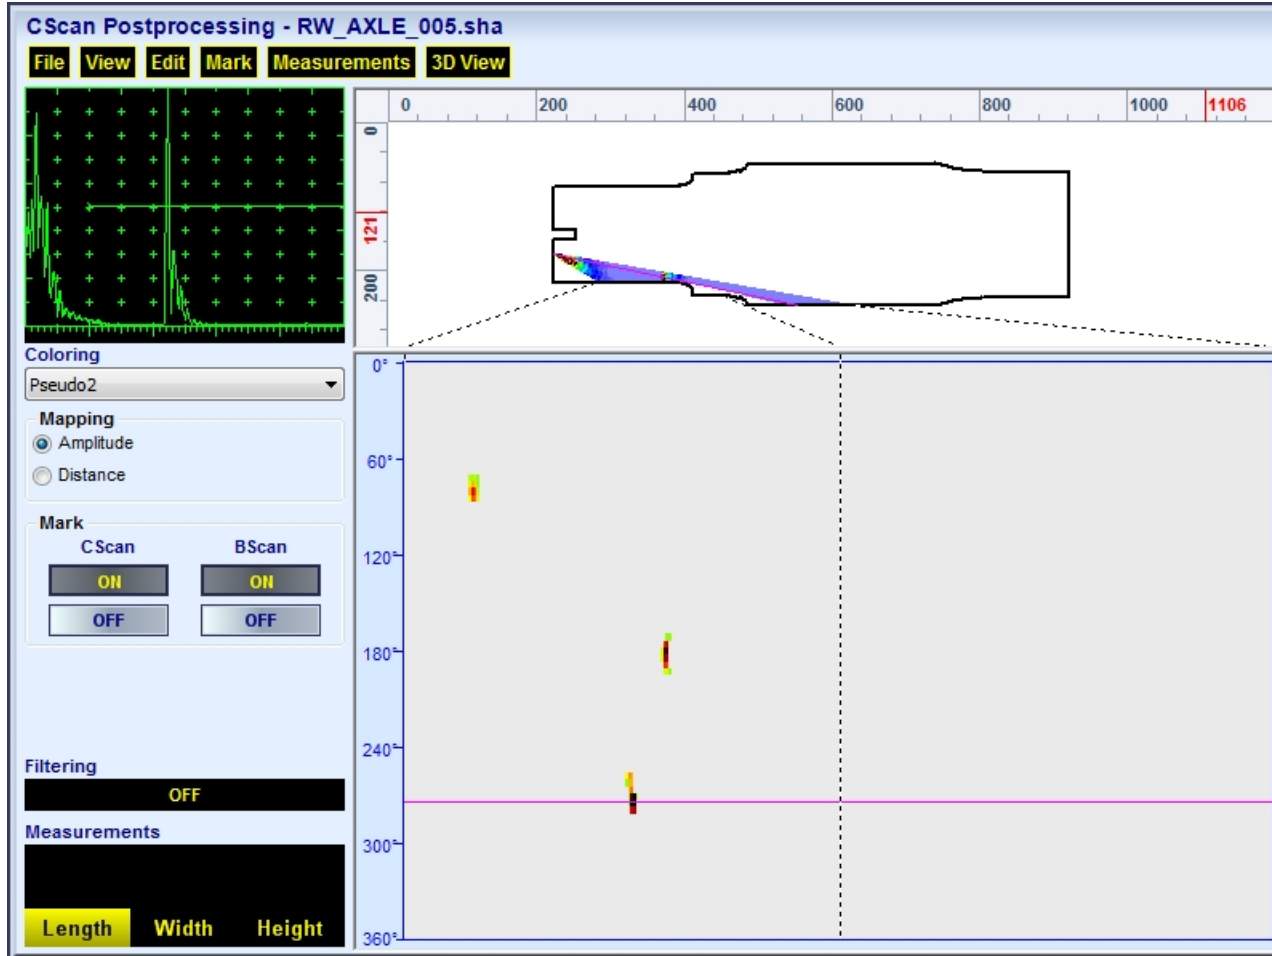 CScan Postprocessing - RW_AXLE_005.sha
File View Edit Mark Measurements 3D View
0 200 400 600 800 1000 1106
0
121
200
Coloring
Pseudo2
Mapping
Amplitude
Distance
Mark
CScan BScan
ON ON
OFF OFF
Filtering
OFF
Measurements
Length Width Height
0°
60°
120°
180°
240°
300°
360°